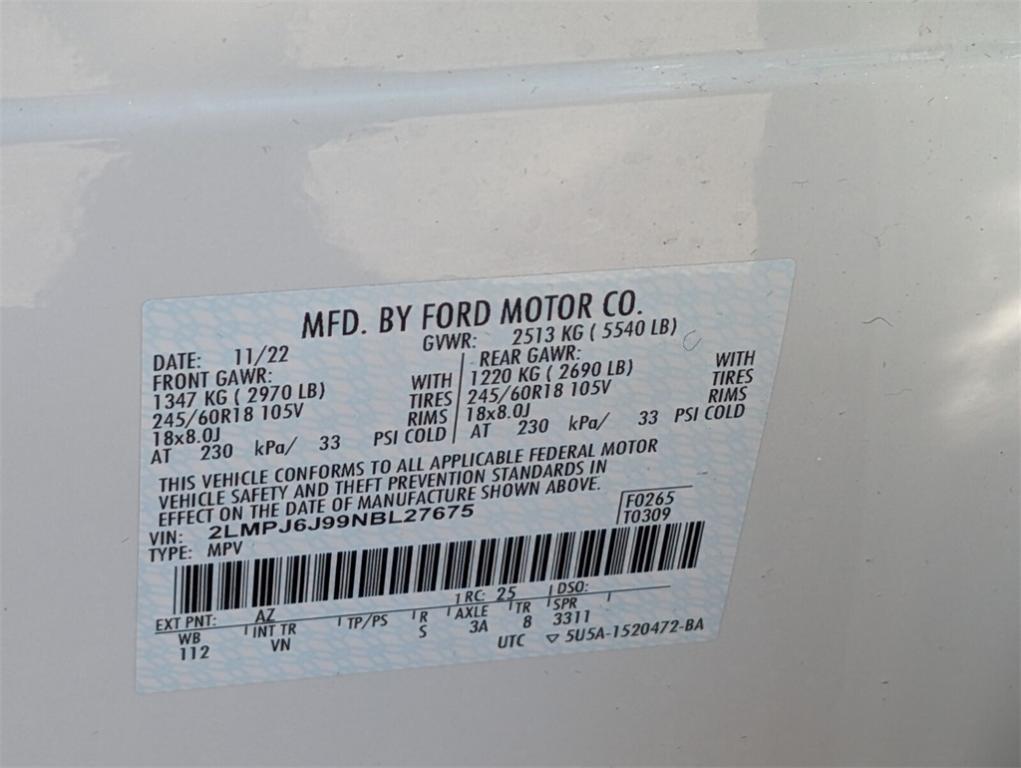 MFD. BY FORD MOTOR CO.
DATE: 11/22 GVWR: 2513 KG ( 5540 LB)
FRONT GAWR: REAR GAWR:
1347 KG ( 2970 LB) WITH 1220 KG ( 2690 LB) WITH
245/60R18 105V TIRES 245/60R18 105V TIRES
18x8.0J RIMS 18x8.0J RIMS
AT 230 kPa/ 33 PSI COLD AT 230 kPa/ 33 PSI COLD
THIS VEHICLE CONFORMS TO ALL APPLICABLE FEDERAL MOTOR
VEHICLE SAFETY AND THEFT PREVENTION STANDARDS IN
EFFECT ON THE DATE OF MANUFACTURE SHOWN ABOVE.
VIN: 2LMPJ6J99NBL27675 F0265
TYPE: MPV T0309
EXT PNT: AZ RC: 25 DSO:
WB INT TR TP/PS R AXLE TR SPR
112 VN S 3A 8 3311
UTC ▽ 5U5A-1520472-BA